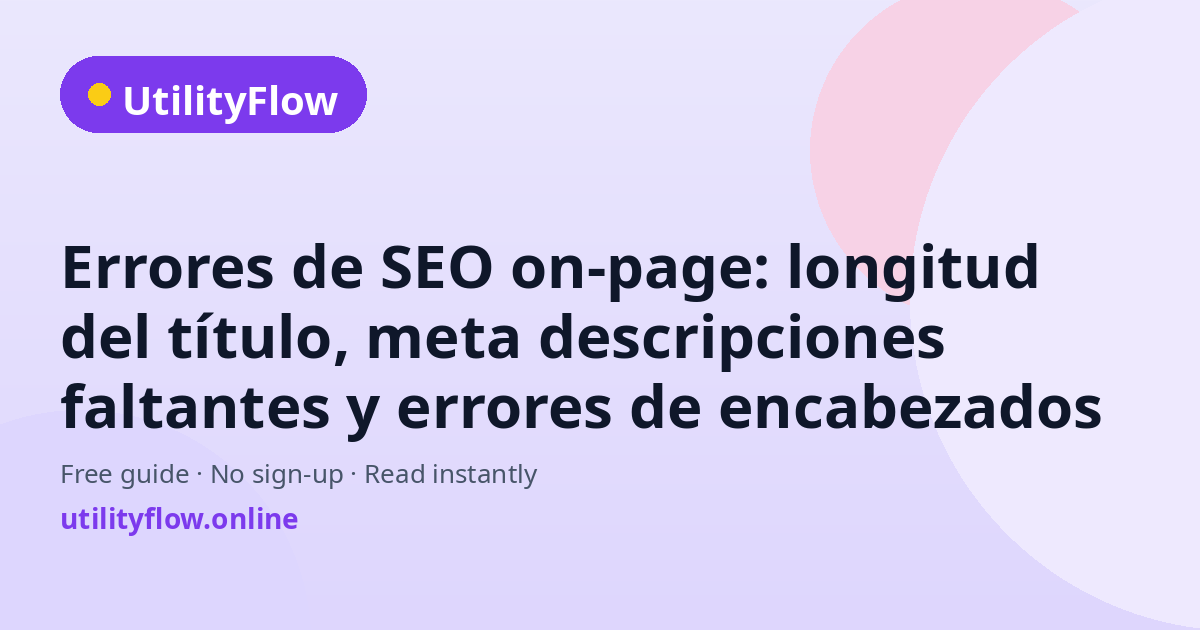 UtilityFlow
Errores de SEO on-page: longitud
del título, meta descripciones
faltantes y errores de encabezados
Free guide · No sign-up · Read instantly
utilityflow.online